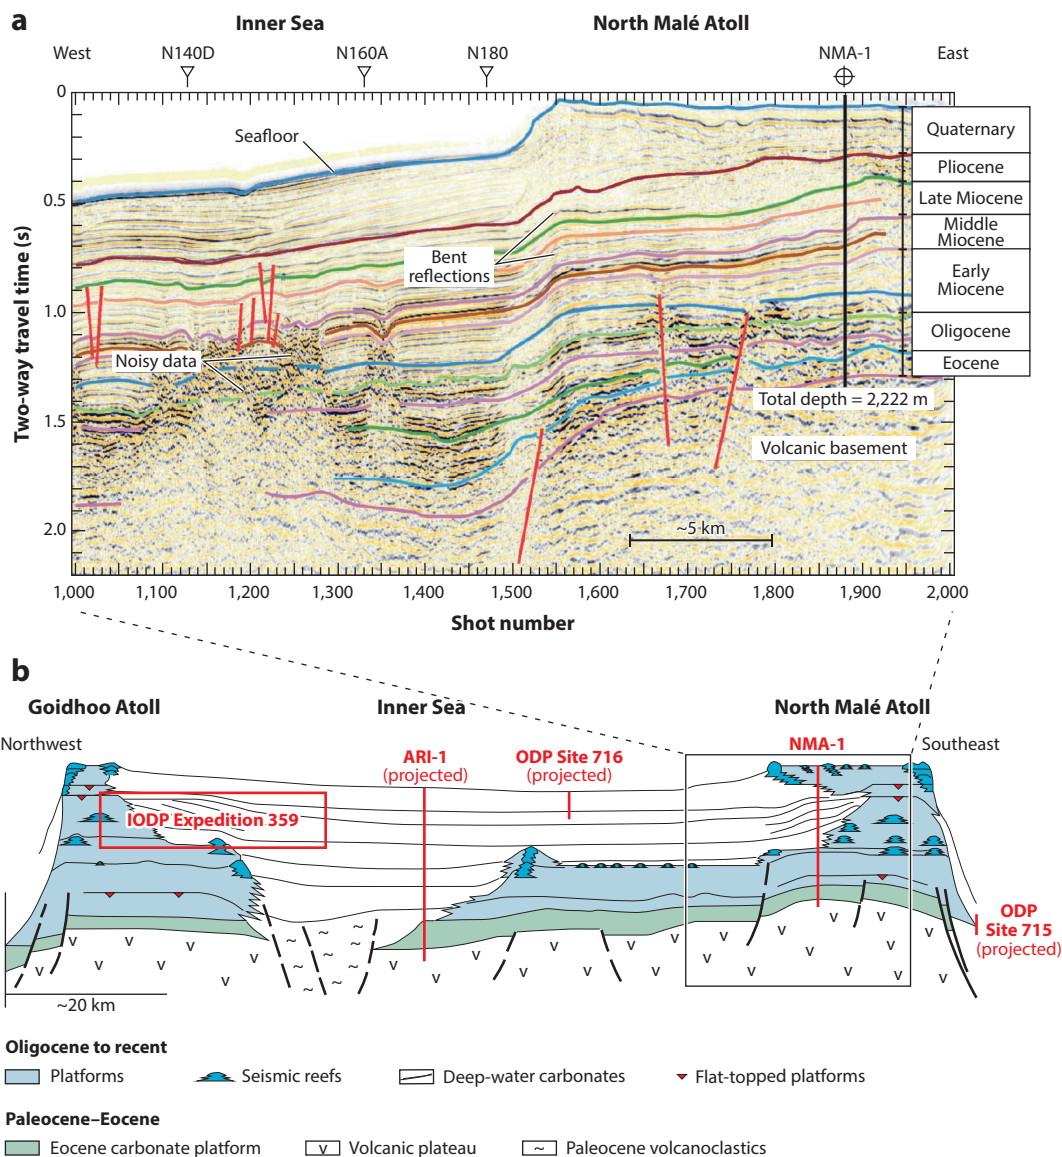 a
Inner Sea
North Malé Atoll
West
N140D
N160A
N180
NMA-1
East
0
0.5
1.0
1.5
2.0
Two-way travel time (s)
Seafloor
Bent
reflections
Noisy data
Quaternary
Pliocene
Late Miocene
Middle
Miocene
Early
Miocene
Oligocene
Eocene
Total depth = 2,222 m
Volcanic basement
~5 km
1,000
1,100
1,200
1,300
1,400
1,500
1,600
1,700
1,800
1,900
2,000
Shot number
b
Goidhoo Atoll
Inner Sea
North Malé Atoll
Northwest
ARI-1
(projected)
ODP Site 716
(projected)
NMA-1
Southeast
IODP Expedition 359
ODP
Site 715
(projected)
~20 km
Oligocene to recent
Platforms
Seismic reefs
Deep-water carbonates
Flat-topped platforms
Paleocene–Eocene
Eocene carbonate platform
v
Volcanic plateau
~
Paleocene volcanoclastics